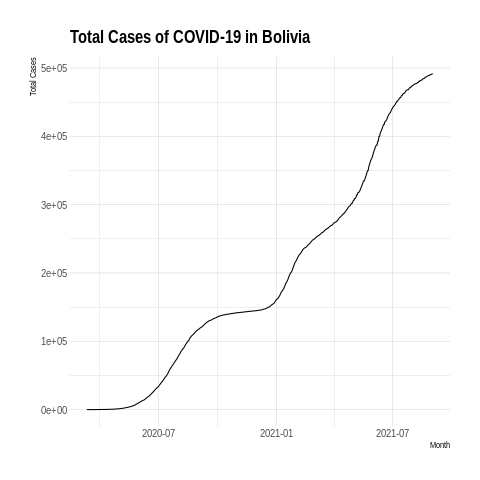 Total Cases of COVID-19 in Bolivia
Total Cases
5e+05
4e+05
3e+05
2e+05
1e+05
0e+00
2020-07 2021-01 2021-07
Month